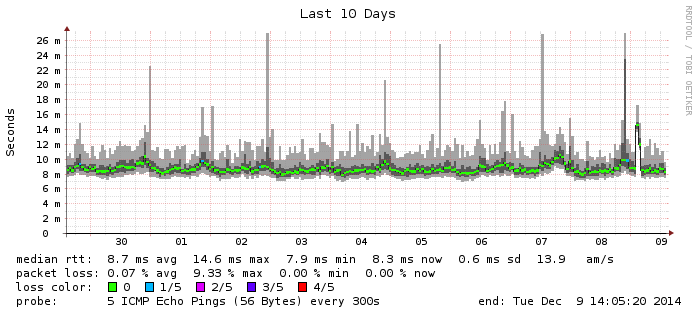 Last 10 Days
RRDTOOL / TOBI OETIKER
Seconds
26 m
24 m
22 m
20 m
18 m
16 m
14 m
12 m
10 m
8 m
6 m
4 m
2 m
0
30 01 02 03 04 05 06 07 08 09
median rtt: 8.7 ms avg 14.6 ms max 7.9 ms min 8.3 ms now 0.6 ms sd 13.9 am/s
packet loss: 0.07 % avg 9.33 % max 0.00 % min 0.00 % now
loss color: 0 1/5 2/5 3/5 4/5
probe: 5 ICMP Echo Pings (56 Bytes) every 300s end: Tue Dec 9 14:05:20 2014